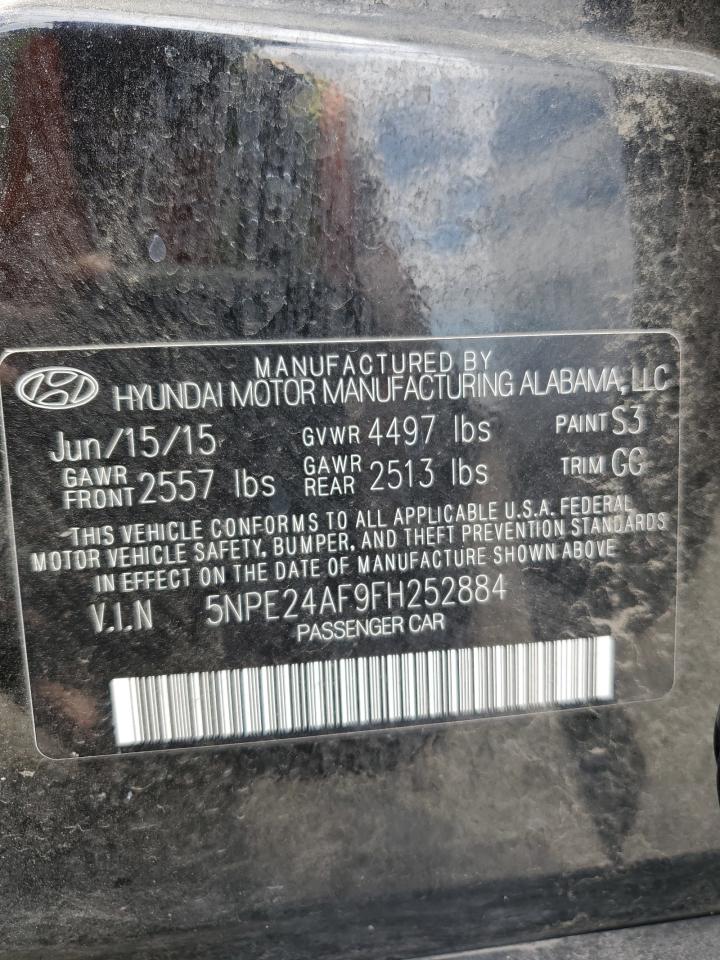 MANUFACTURED BY
HYUNDAI MOTOR MANUFACTURING ALABAMA, LLC
Jun/15/15 GVWR 4497 lbs PAINT S3
GAWR FRONT 2557 lbs GAWR REAR 2513 lbs TRIM GG
THIS VEHICLE CONFORMS TO ALL APPLICABLE U.S.A. FEDERAL
MOTOR VEHICLE SAFETY, BUMPER, AND THEFT PREVENTION STANDARDS
IN EFFECT ON THE DATE OF MANUFACTURE SHOWN ABOVE
V.I.N 5NPE24AF9FH252884
PASSENGER CAR